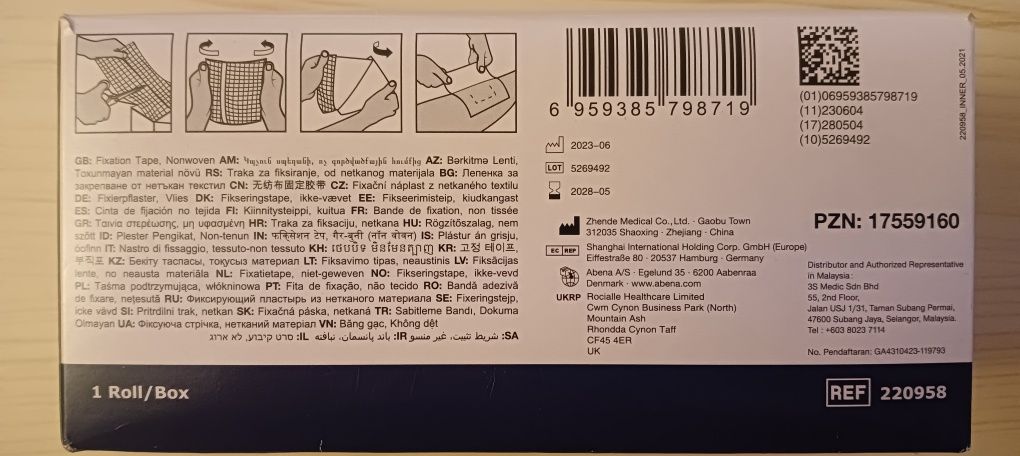 GB: Fixation Tape, Nonwoven AM: Կպչուն սպեղանի, ոչ գործվածքային հումքից AZ: Bərkitmə Lenti,
Toxunmayan material növü RS: Traka za fiksiranje, od netkanog materijala BG: Лепенка за
закрепване от нетъкан текстил CN: 无纺布固定胶带 CZ: Fixační náplast z netkaného textilu
DE: Fixierpflaster, Vlies DK: Fikseringstape, ikke-vævet EE: Fikseerimisteip, kiudkangast
ES: Cinta de fijación no tejida FI: Kiinnitysteippi, kuitua FR: Bande de fixation, non tissée
GR: Ταινία στερέωσης, μη υφασμένη HR: Traka za fiksaciju, netkana HU: Rögzítőszalag, nem
szőtt ID: Plester Pengikat, Non-tenun IN: फिक्सेशन टेप, गैर-बुनी (नॉन वोवन) IS: Plástur án grisju,
óofinn IT: Nastro di fissaggio, tessuto-non tessuto KH: KR: 고정 테이프,
부직포 KZ: Бекіту таспасы, тоқусыз материал LT: Fiksavimo tipas, neaustinis LV: Fiksācijas
lente, no neausta materiāla NL: Fixatietape, niet-geweven NO: Fikseringstape, ikke-vevd
PL: Taśma podtrzymująca, włókninowa PT: Fita de fixação, não tecido RO: Bandă adezivă
de fixare, nețesută RU: Фиксирующий пластырь из нетканого материала SE: Fixeringstejp,
icke vävd SI: Pritrdilni trak, netkan SK: Fixačná páska, netkaná TR: Sabitleme Bandı, Dokuma
Olmayan UA: Фіксуюча стрічка, нетканий матеріал VN: Băng gạc, Không dệt
SA: شريط تثبيت، غير منسوج IR: باند پانسمان، نبافته IL: סרט קיבוע, לא ארוג
6 959385 798719
2023-06
LOT 5269492
2028-05
Zhende Medical Co.,Ltd. · Gaobu Town
312035 Shaoxing · Zhejiang · China
EC REP Shanghai International Holding Corp. GmbH (Europe)
Eiffestraße 80 · 20537 Hamburg · Germany
Abena A/S · Egelund 35 · 6200 Aabenraa
Denmark · www.abena.com
UKRP Rocialle Healthcare Limited
Cwm Cynon Business Park (North)
Mountain Ash
Rhondda Cynon Taff
CF45 4ER
UK
(01)06959385798719
(11)230604
(17)280504
(10)5269492
220958_INNER_05.2021
PZN: 17559160
Distributor and Authorized Representative
in Malaysia:
3S Medic Sdn Bhd
55, 2nd Floor,
Jalan USJ 1/31, Taman Subang Permai,
47600 Subang Jaya, Selangor, Malaysia.
Tel : +603 8023 7114
No. Pendaftaran: GA4310423-119793
1 Roll/Box
REF 220958